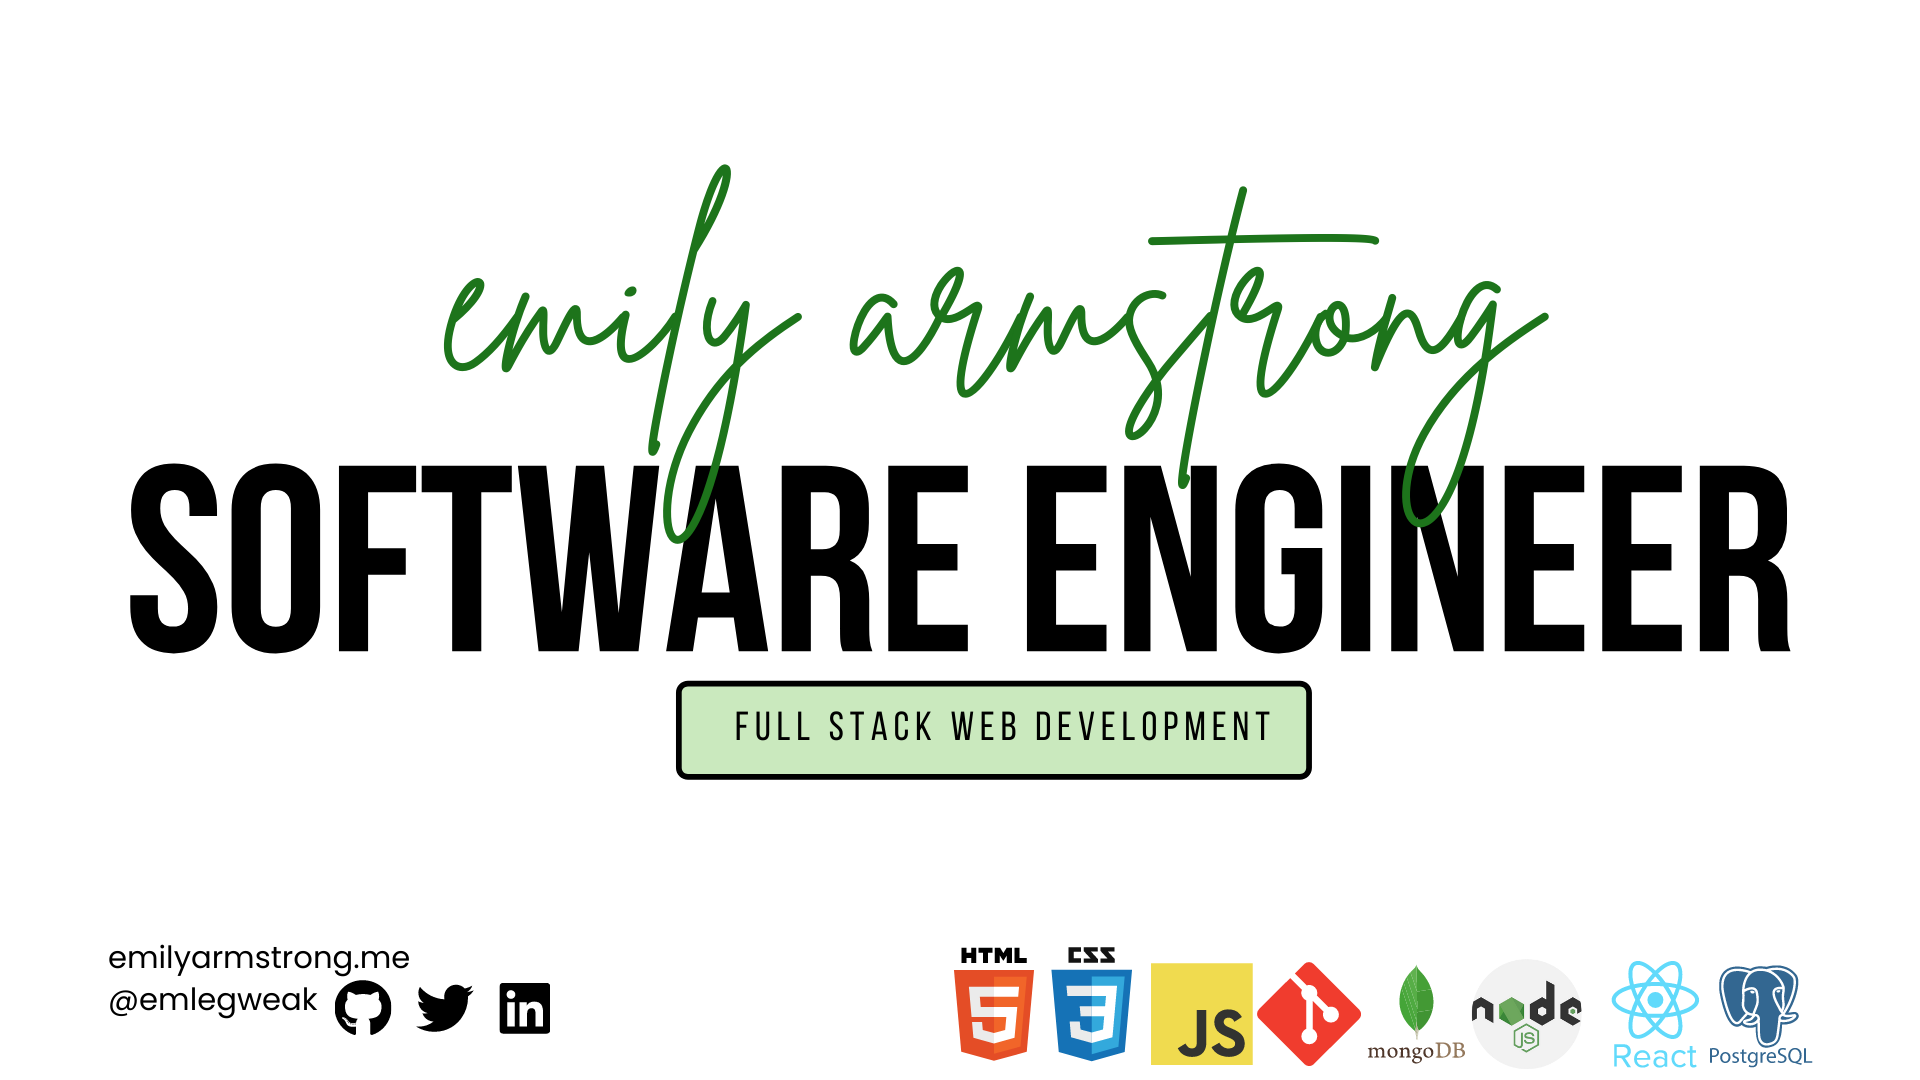 emily armstrong
SOFTWARE ENGINEER
FULL STACK WEB DEVELOPMENT
emilyarmstrong.me
@emlegweak
in
HTML
5
CSS
3
JS
mongoDB
node
JS
React
PostgreSQL